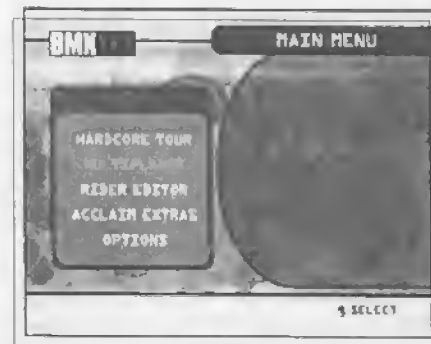 BMX
MAIN MENU
HARDCORE TOUR
RIDER EDITOR
ACCLAIM EXTRAS
OPTIONS
SELECT